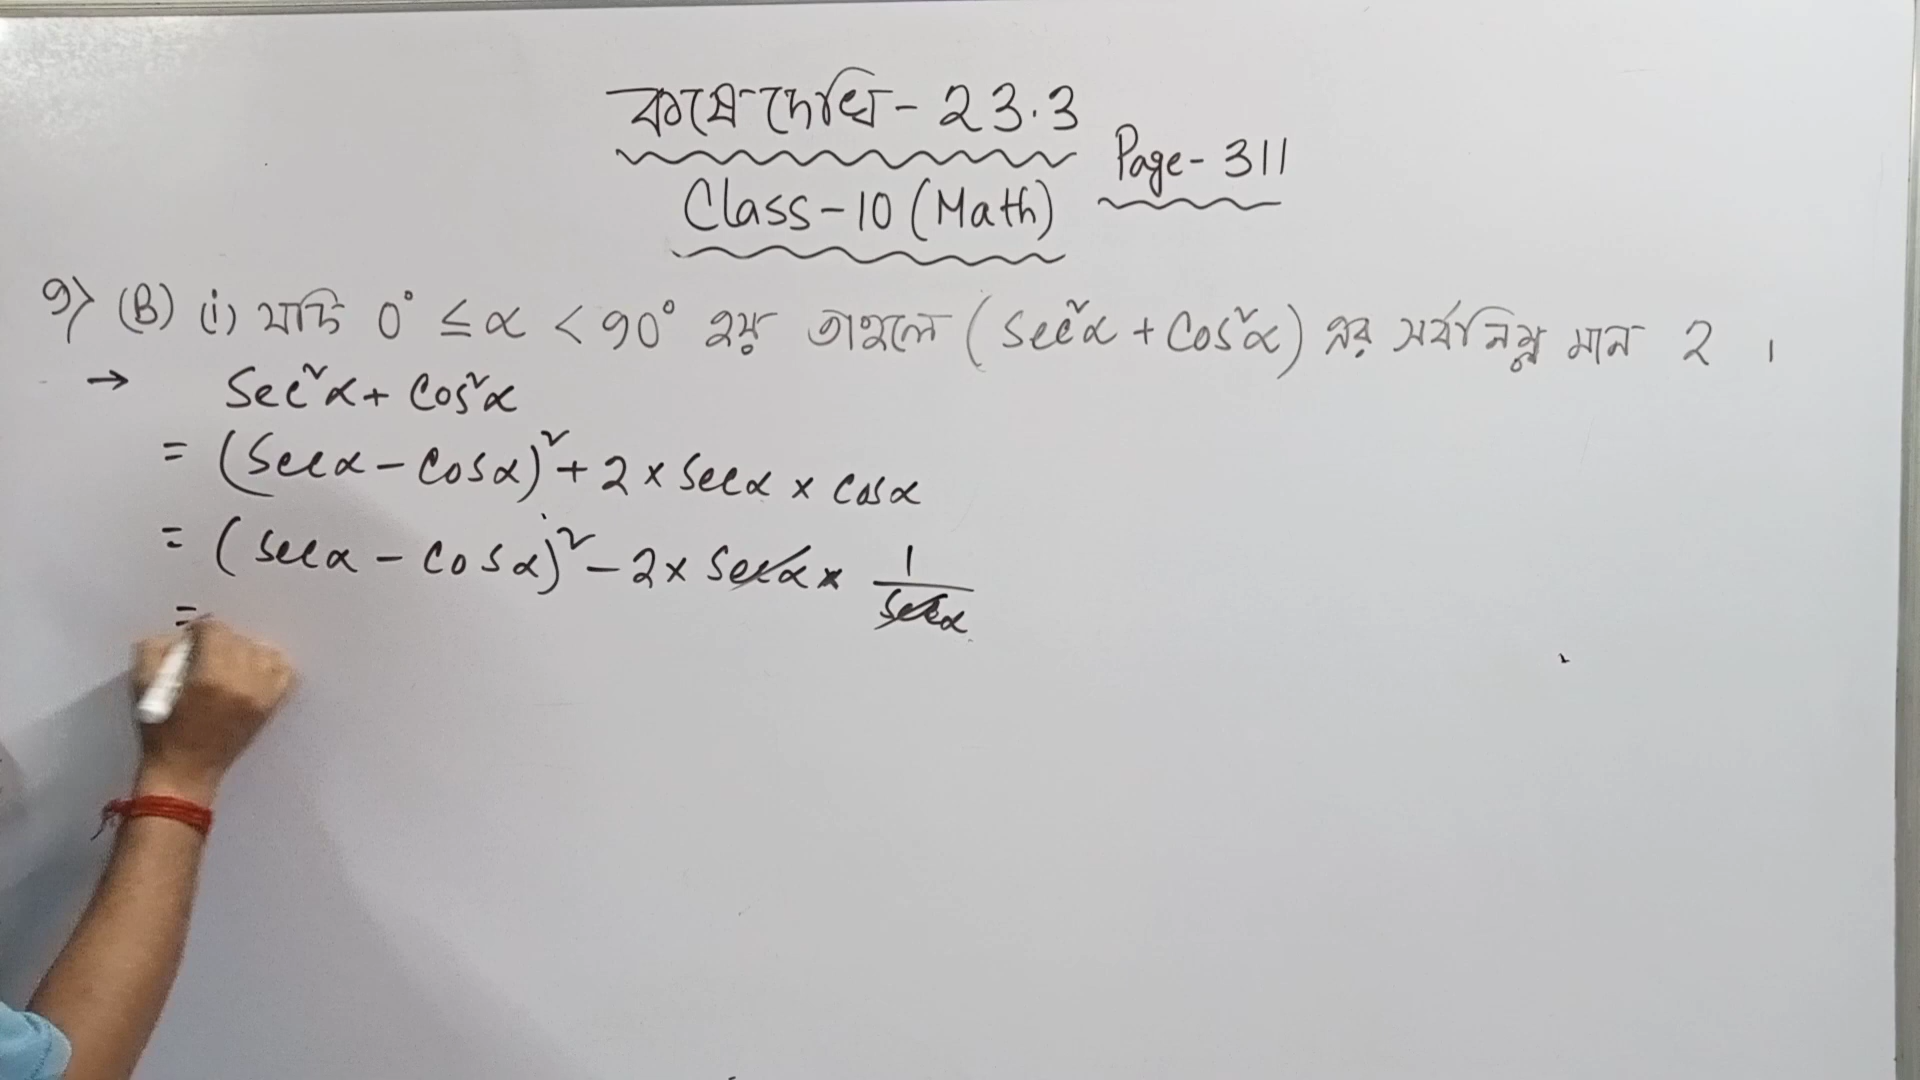 কষে দেখি - 23.3
Page - 311
Class - 10 (Math)
9) (B) (i) যদি 0° ≤ α < 90° হয় তাহলে (sec²α + cos²α) এর সর্বনিম্ন মান 2 ।
→ Sec²α + Cos²α
= (Secα - Cosα)² + 2 × Secα × Cosα
= (Secα - Cosα)² - 2 × Secα × 1/Secα
=